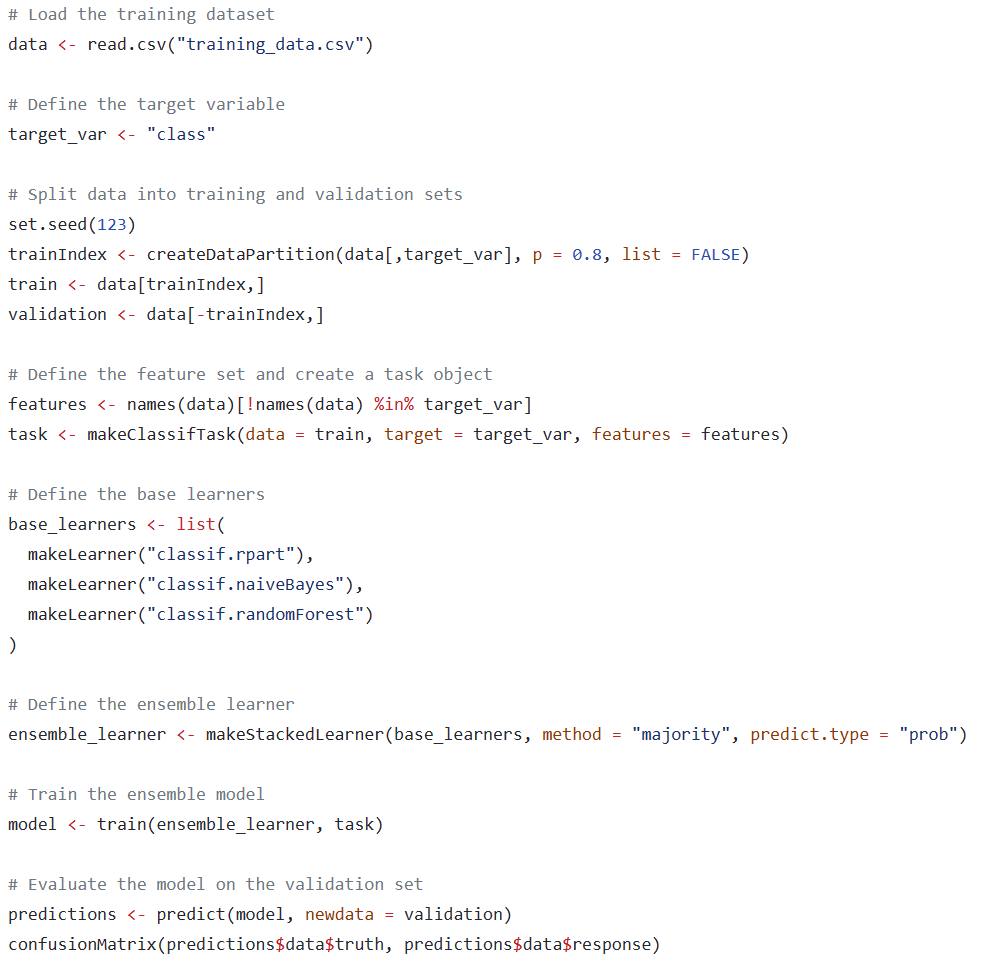 # Load the training dataset
data <- read.csv("training_data.csv")
# Define the target variable
target_var <- "class"
# Split data into training and validation sets
set.seed(123)
trainIndex <- createDataPartition(data[,target_var], p = 0.8, list = FALSE)
train <- data[trainIndex,]
validation <- data[-trainIndex,]
# Define the feature set and create a task object
features <- names(data)[!names(data) %in% target_var]
task <- makeClassifTask(data = train, target = target_var, features = features)
# Define the base learners
base_learners <- list(
  makeLearner("classif.rpart"),
  makeLearner("classif.naiveBayes"),
  makeLearner("classif.randomForest")
)
# Define the ensemble learner
ensemble_learner <- makeStackedLearner(base_learners, method = "majority", predict.type = "prob")
# Train the ensemble model
model <- train(ensemble_learner, task)
# Evaluate the model on the validation set
predictions <- predict(model, newdata = validation)
confusionMatrix(predictions$data$truth, predictions$data$response)